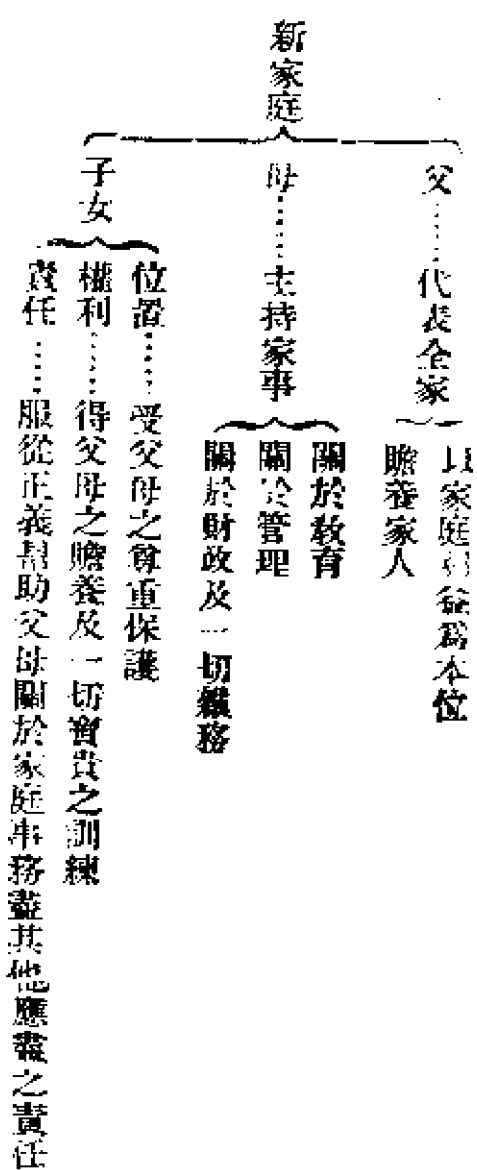 新家庭
父……代表全家
以家庭利益爲本位
贍養家人
母……主持家事
關於教育
關於管理
關於財政及一切雜務
子女
位置……受父母之尊重保護
權利……得父母之贍養及一切寶貴之訓練
責任……服從正義幫助父母關於家庭事務盡其他應盡之責任